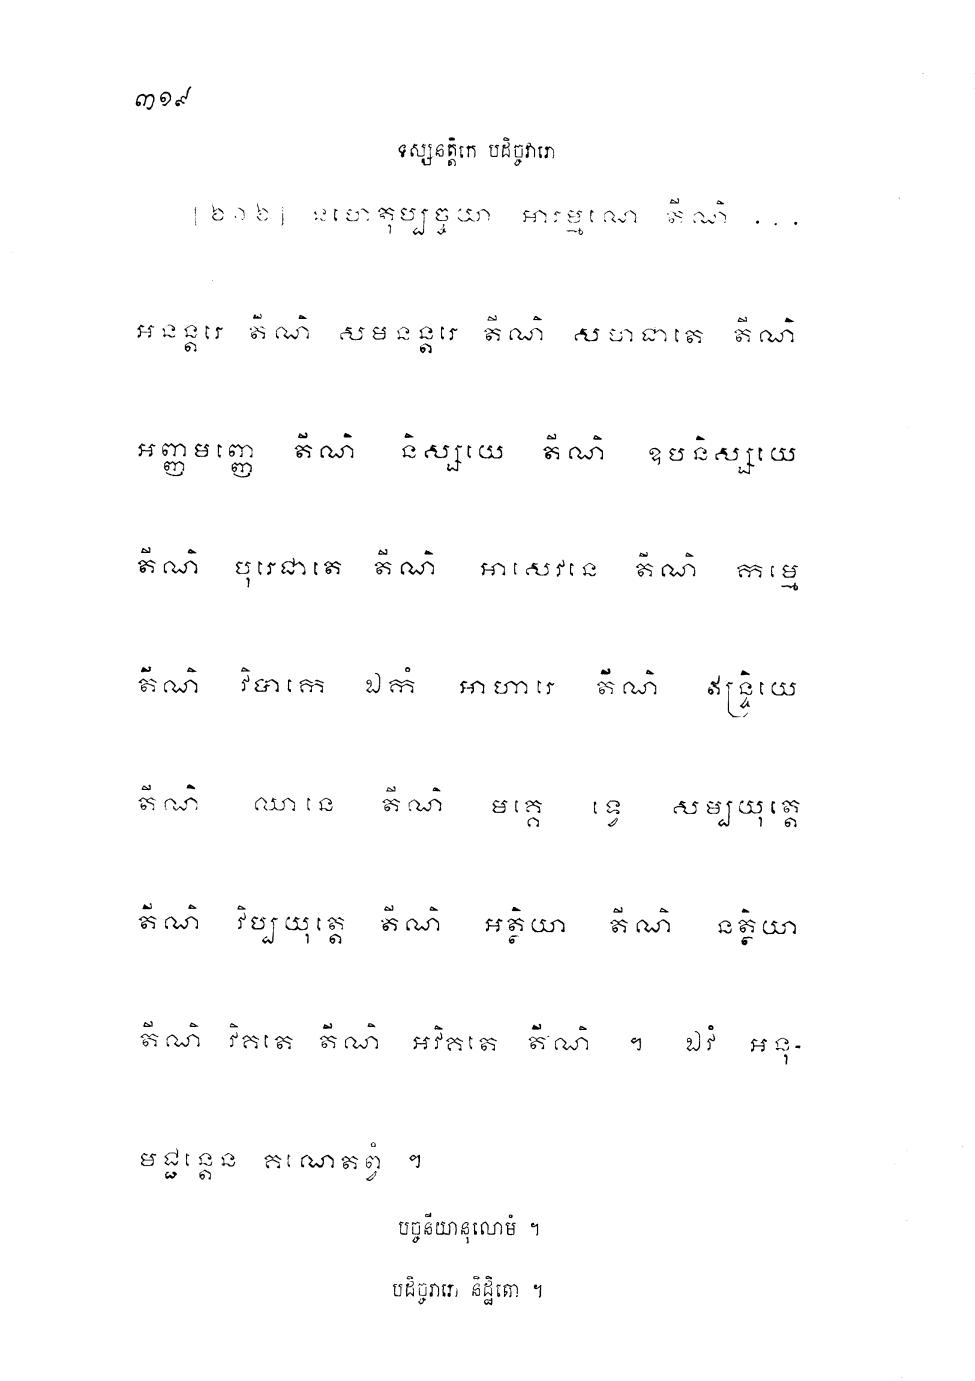 ៣១៩
ទស្សនត្តិកេ បដិច្ចវារោ
[២១២] នហេតុប្បច្ចយា អារម្មណេ តីណិ ...
អនន្តរេ តីណិ សមនន្តរេ តីណិ សហជាតេ តីណិ
អញ្ញមញ្ញេ តីណិ និស្សយេ តីណិ ឧបនិស្សយេ
តីណិ បុរេជាតេ តីណិ អាសេវនេ តីណិ កម្មេ
តីណិ វិបាកេ ឯកំ អាហារេ តីណិ ឥន្ទ្រិយេ
តីណិ ឈានេ តីណិ មគ្គេ ទ្វេ សម្បយុត្តេ
តីណិ វិប្បយុត្តេ តីណិ អត្ថិយា តីណិ នត្ថិយា
តីណិ វិគតេ តីណិ អវិគតេ តីណិ ។ ឯវំ អនុ-
មជ្ជន្តេន គណេតព្វំ ។
បច្ចនីយានុលោមំ ។
បដិច្ចវារោ និដ្ឋិតោ ។